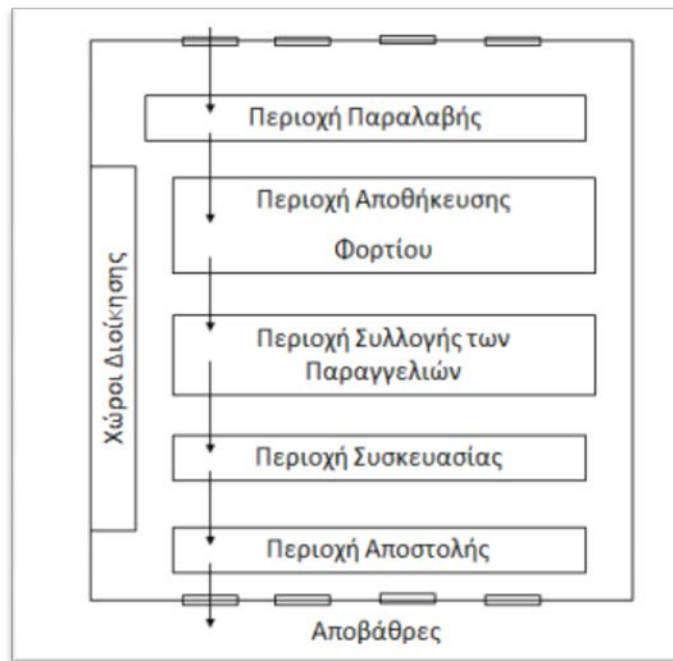 Περιοχή Παραλαβής
Περιοχή Αποθήκευσης
Φορτίου
Χώροι Διοίκησης
Περιοχή Συλλογής των
Παραγγελιών
Περιοχή Συσκευασίας
Περιοχή Αποστολής
Αποβάθρες